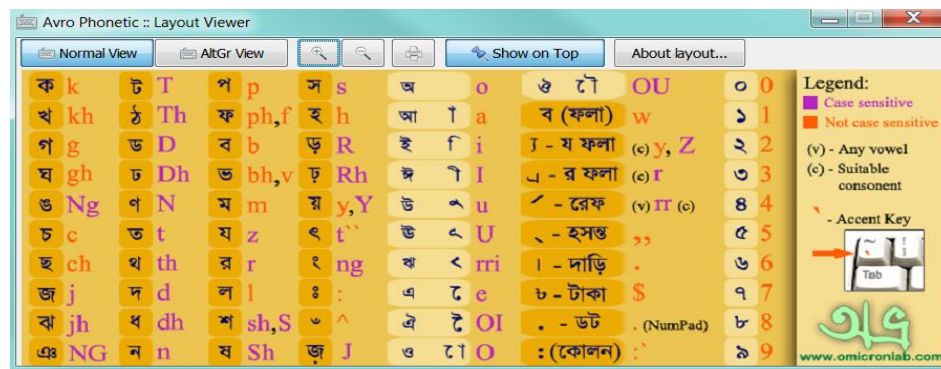 Avro Phonetic :: Layout Viewer
Normal View AltGr View Show on Top About layout...
ক k ট T প p স s অ o ঔ ৌ OU ০ 0
খ kh ঠ Th ফ ph,f হ h আ া a ব (ফলা) w ১ 1
গ g ড D ব b ড় R ই ি i ্য - য ফলা (c) y, Z ২ 2
ঘ gh ঢ Dh ভ bh,v ঢ় Rh ঈ ী I ্র - র ফলা (c) r ৩ 3
ঙ Ng ণ N ম m য় y,Y উ ু u র্ - রেফ (v) rr (c) ৪ 4
চ c ত t য z ৎ t`` ঊ ূ U ্ - হসন্ত ,, ৫ 5
ছ ch থ th র r ং ng ঋ ৃ rri । - দাড়ি . ৬ 6
জ j দ d ল l ঃ : এ ে e ৳ - টাকা $ ৭ 7
ঝ jh ধ dh শ sh,S ঁ ^ ঐ ৈ OI . - ডট . (NumPad) ৮ 8
ঞ NG ন n ষ Sh জ় J ও ো O : (কোলন) :` ৯ 9
Legend:
Case sensitive
Not case sensitive
(v) - Any vowel
(c) - Suitable
consonent
` - Accent Key
~ !
` 1
Tab
অভ্র
www.omicronlab.com